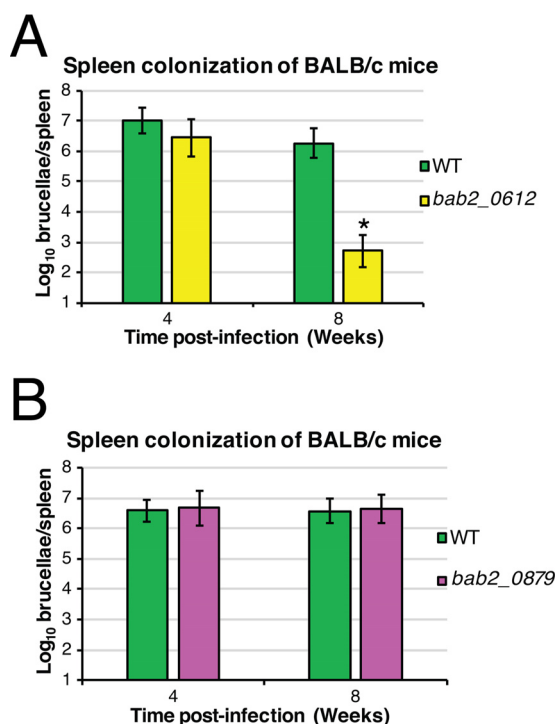 A
Spleen colonization of BALB/c mice
Log10 brucellae/spleen
8
7
6
5
4
3
2
1
*
4
8
Time post-infection (Weeks)
WT
bab2_0612
B
Spleen colonization of BALB/c mice
Log10 brucellae/spleen
8
7
6
5
4
3
2
1
4
8
Time post-infection (Weeks)
WT
bab2_0879